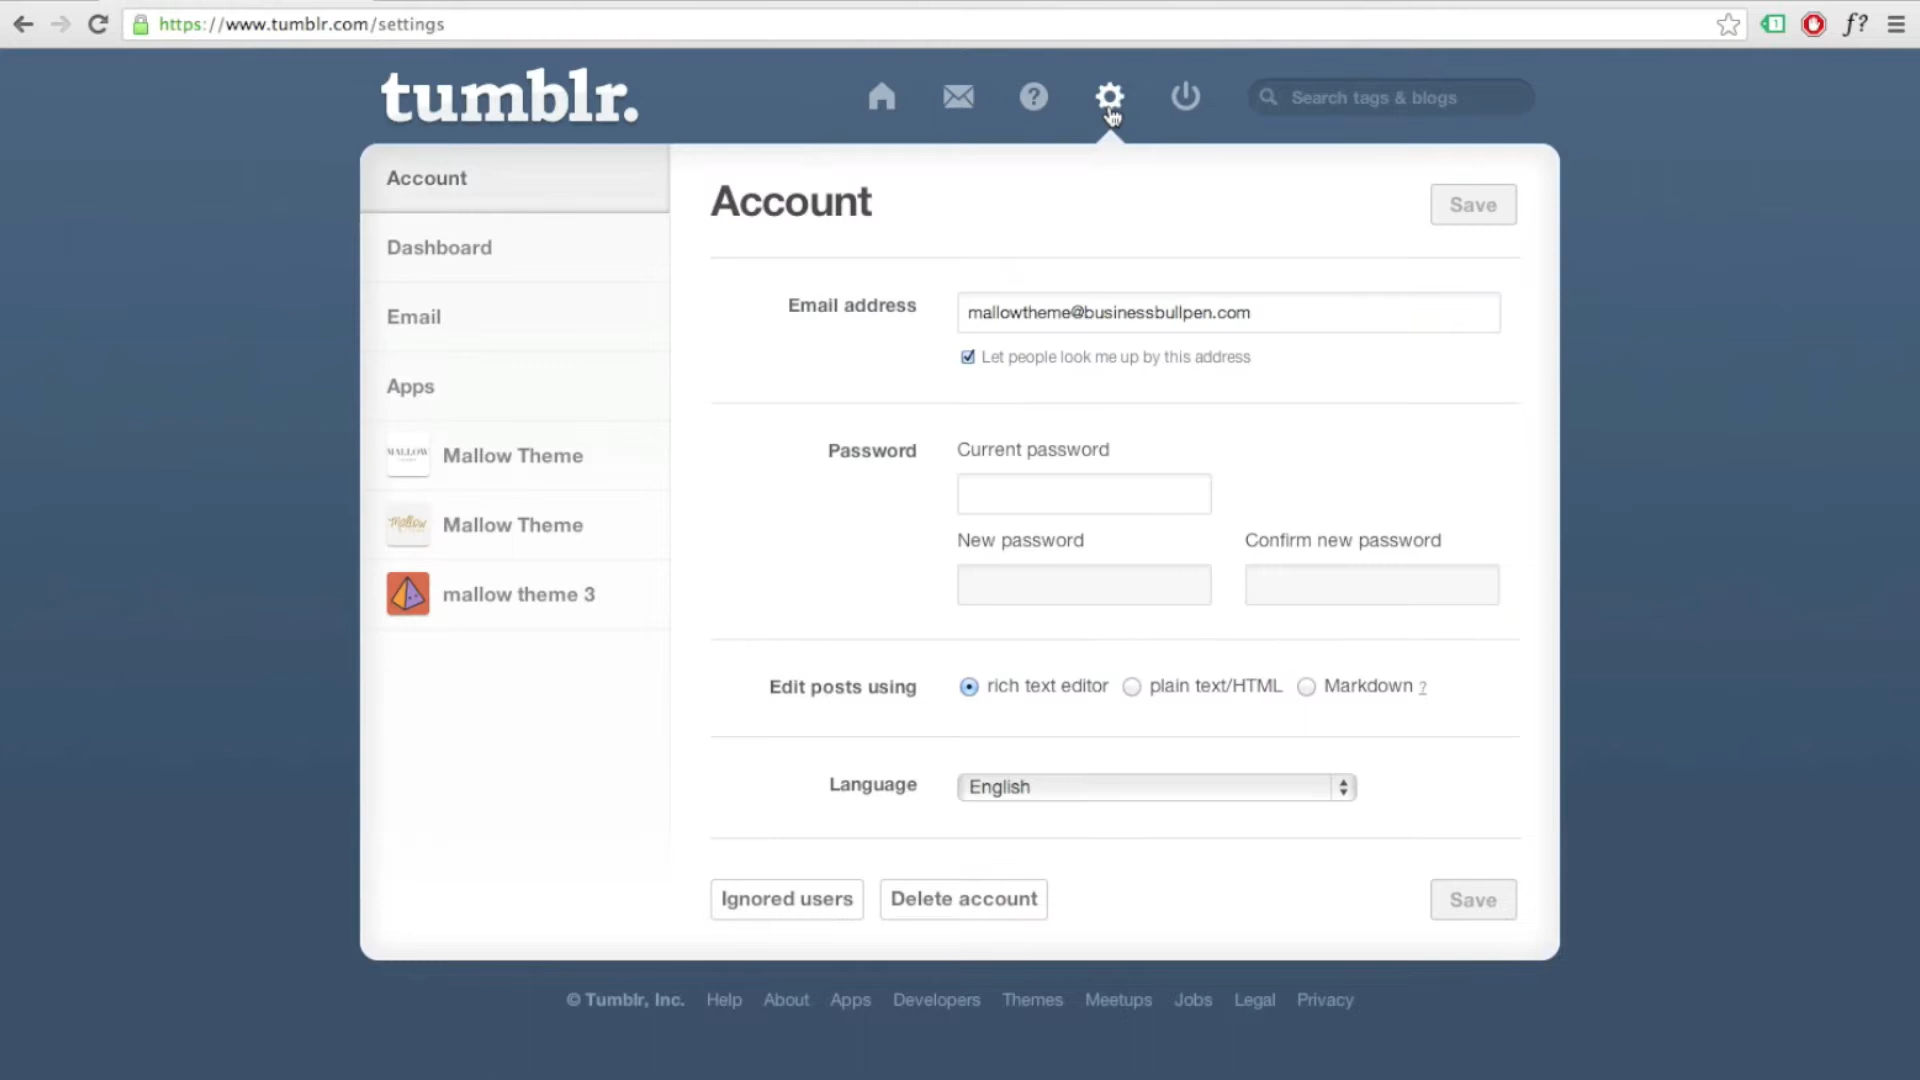 https://www.tumblr.com/settings
1
f?
tumblr.
?
Search tags & blogs
Account
Dashboard
Email
Apps
MALLOW
Mallow Theme
mallow
Mallow Theme
mallow theme 3
Account
Save
Email address
mallowtheme@businessbullpen.com
Let people look me up by this address
Password
Current password
New password
Confirm new password
Edit posts using
rich text editor
plain text/HTML
Markdown ?
Language
English
Ignored users
Delete account
Save
© Tumblr, Inc. Help About Apps Developers Themes Meetups Jobs Legal Privacy